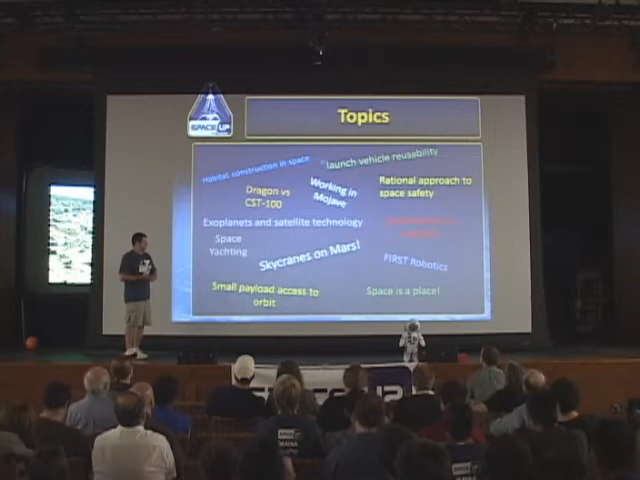 SPACE UP
Topics
Habitat construction in space
launch vehicle reusability
Dragon vs
CST-100
Working in
Mojave
Rational approach to
space safety
Exoplanets and satellite technology
Space
Yachting
Skycranes on Mars!
FIRST Robotics
Small payload access to
orbit
Space is a place!